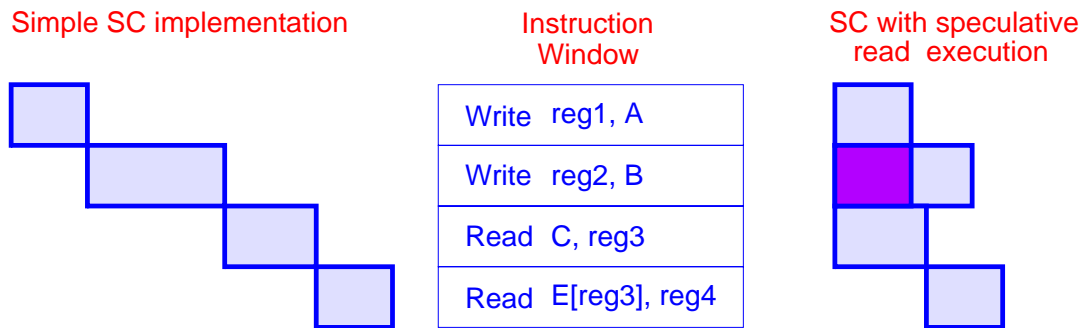 Simple SC implementation
Instruction
Window
SC with speculative
read execution
Write reg1, A
Write reg2, B
Read C, reg3
Read E[reg3], reg4